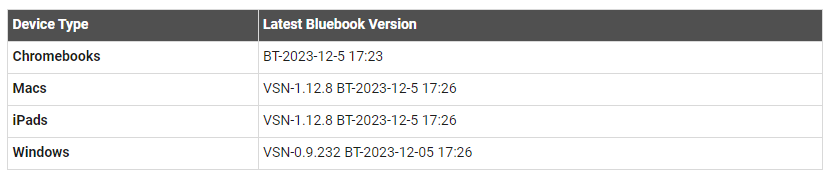 Device Type Latest Bluebook Version
Chromebooks BT-2023-12-5 17:23
Macs VSN-1.12.8 BT-2023-12-5 17:26
iPads VSN-1.12.8 BT-2023-12-5 17:26
Windows VSN-0.9.232 BT-2023-12-05 17:26